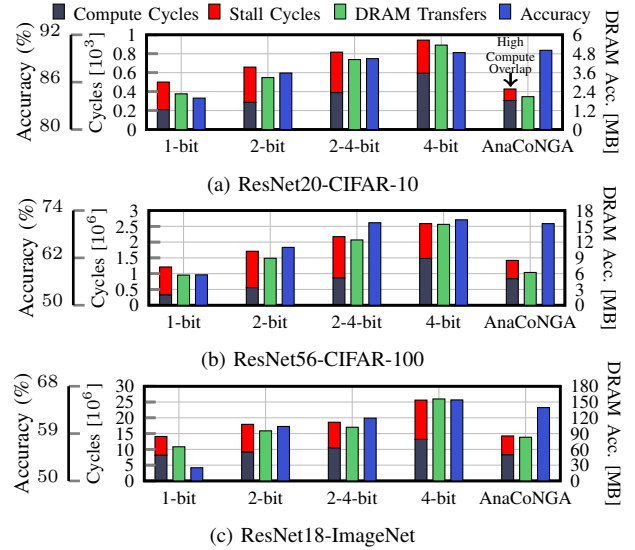 Compute Cycles Stall Cycles DRAM Transfers Accuracy
Accuracy (%)
92
86
80
Cycles [10³]
1
0.8
0.6
0.4
0.2
0
High
Compute
Overlap
6
4.8
3.6
2.4
1.2
0
DRAM Acc. [MB]
1-bit 2-bit 2-4-bit 4-bit AnaCoNGA
(a) ResNet20-CIFAR-10
Accuracy (%)
74
62
50
Cycles [10⁶]
3
2.5
2
1.5
1
0.5
0
18
15
12
9
6
3
0
DRAM Acc. [MB]
1-bit 2-bit 2-4-bit 4-bit AnaCoNGA
(b) ResNet56-CIFAR-100
Accuracy (%)
68
59
50
Cycles [10⁶]
30
25
20
15
10
5
0
180
150
120
90
60
30
0
DRAM Acc. [MB]
1-bit 2-bit 2-4-bit 4-bit AnaCoNGA
(c) ResNet18-ImageNet